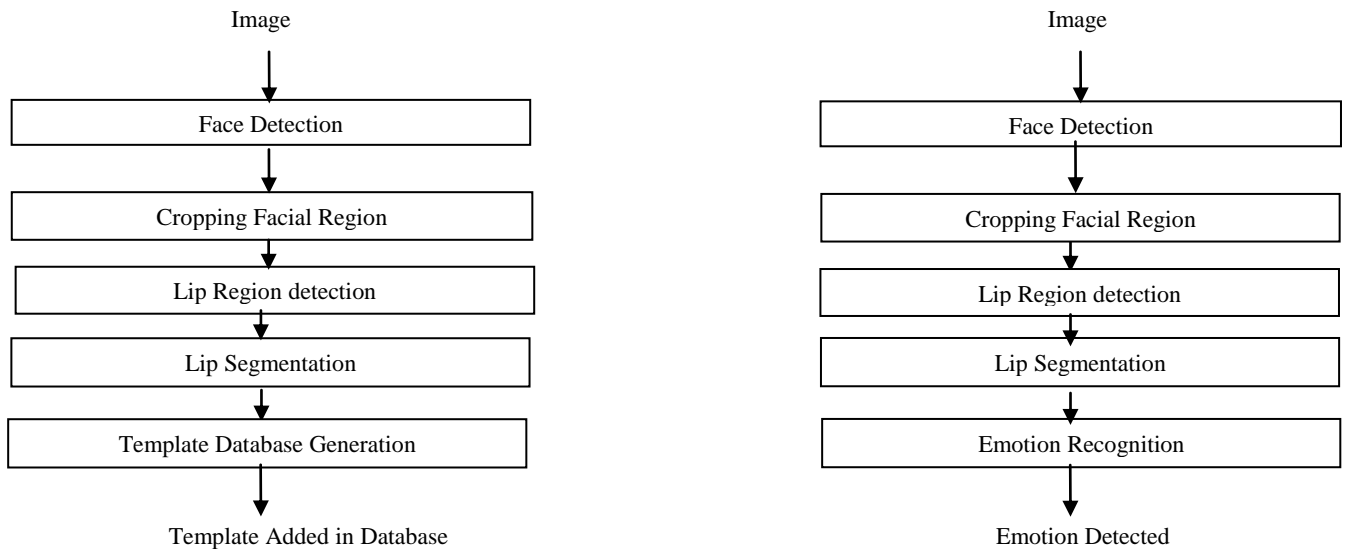 Image
Face Detection
Cropping Facial Region
Lip Region detection
Lip Segmentation
Template Database Generation
Template Added in Database
Image
Face Detection
Cropping Facial Region
Lip Region detection
Lip Segmentation
Emotion Recognition
Emotion Detected